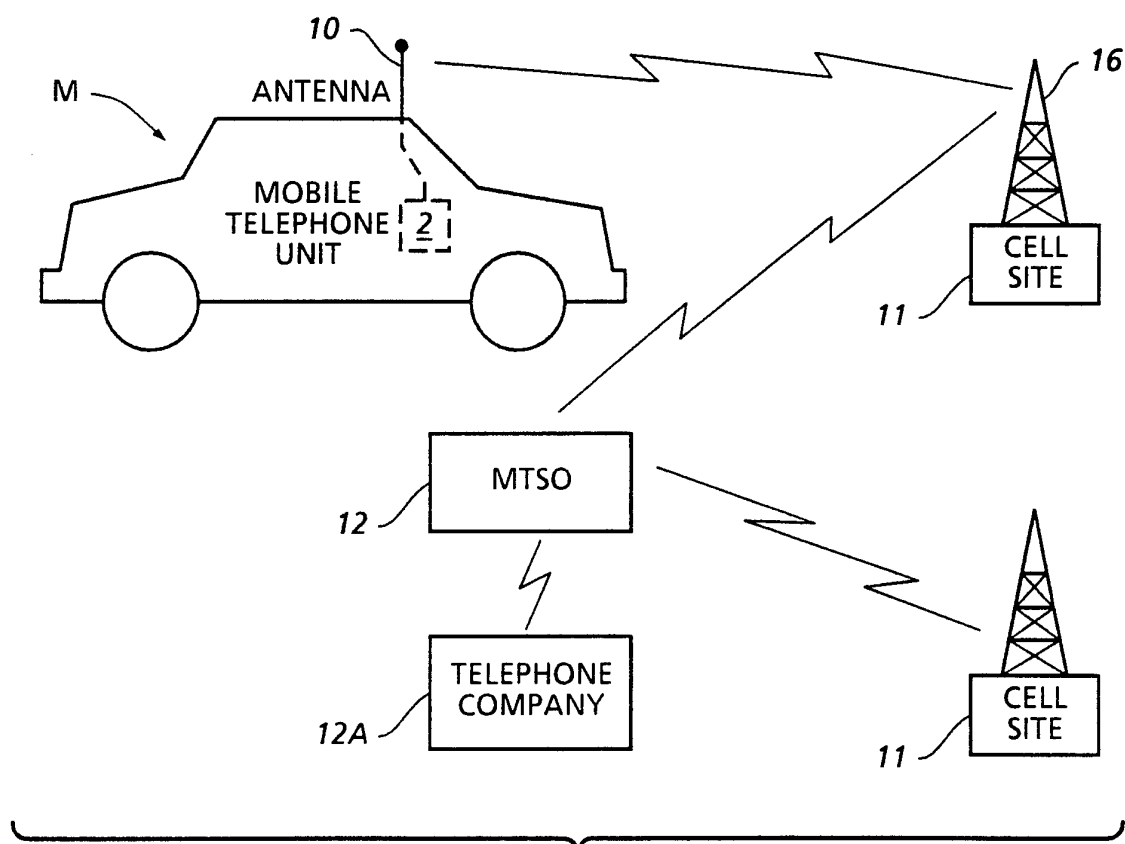 10
16
M
ANTENNA
MOBILE
TELEPHONE
UNIT
2
CELL
SITE
11
MTSO
12
TELEPHONE
COMPANY
12A
CELL
SITE
11